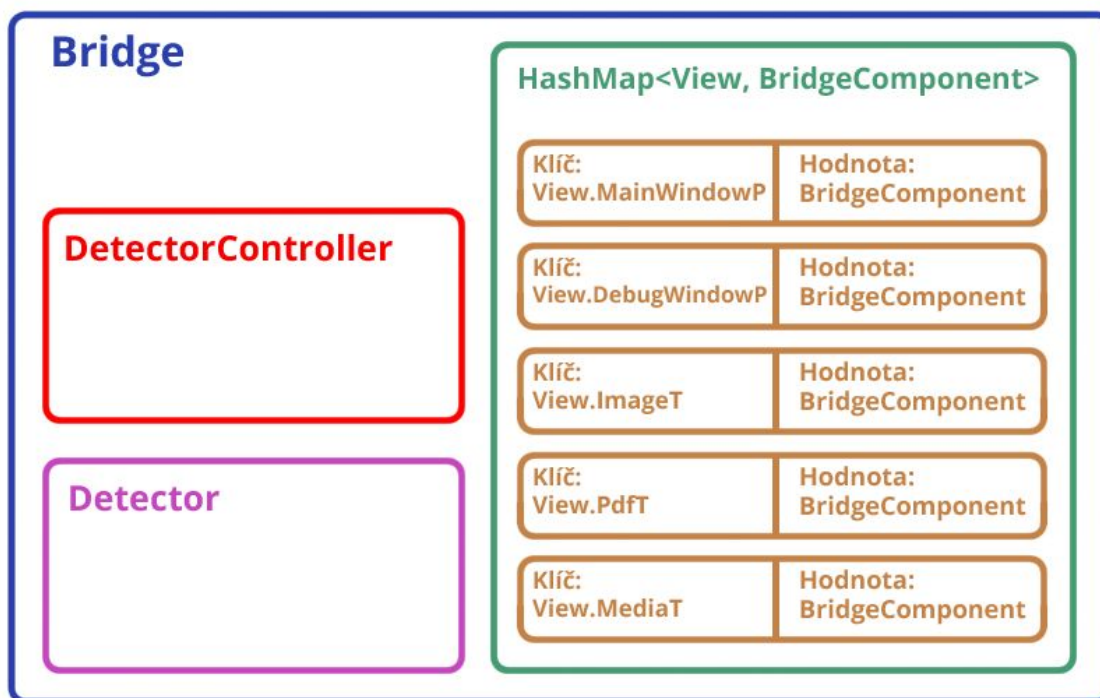 Bridge
HashMap<View, BridgeComponent>
Klíč:
View.MainWindowP
Hodnota:
BridgeComponent
Klíč:
View.DebugWindowP
Hodnota:
BridgeComponent
Klíč:
View.ImageT
Hodnota:
BridgeComponent
Klíč:
View.PdfT
Hodnota:
BridgeComponent
Klíč:
View.MediaT
Hodnota:
BridgeComponent
DetectorController
Detector